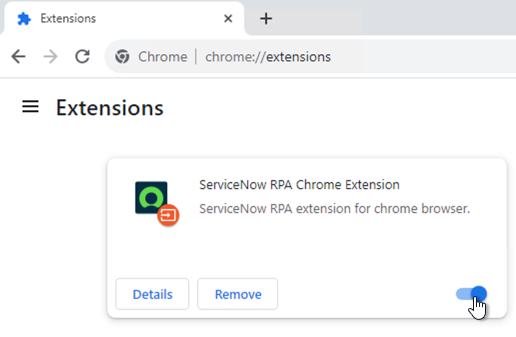 Extensions
Chrome | chrome://extensions
Extensions
ServiceNow RPA Chrome Extension
ServiceNow RPA extension for chrome browser.
Details Remove